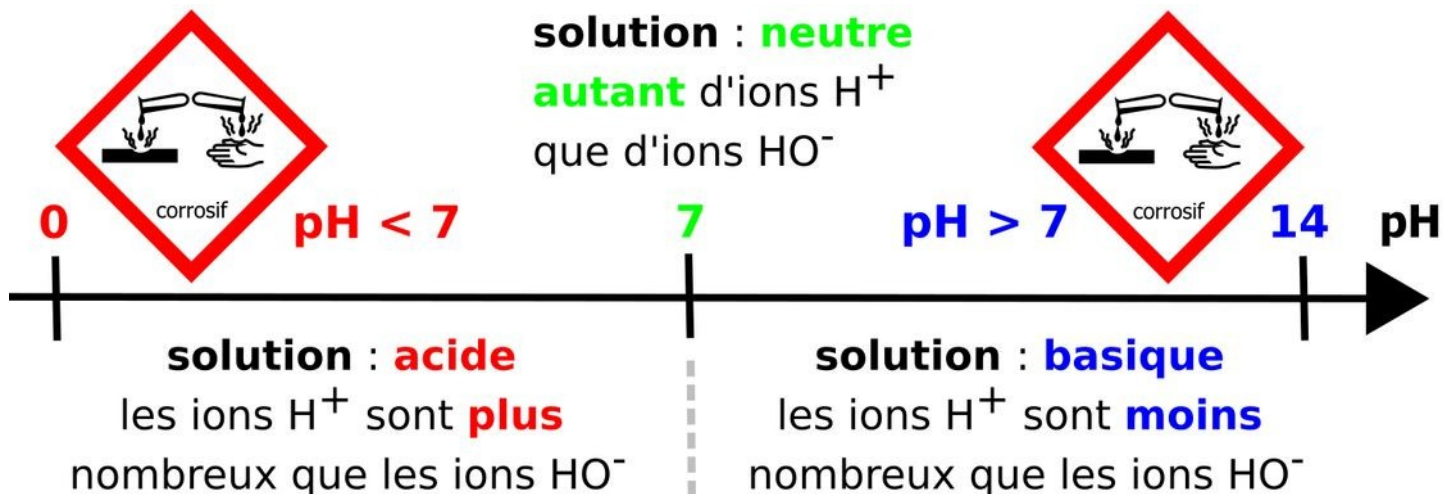 solution : neutre
autant d'ions H⁺
que d'ions HO⁻
corrosif
corrosif
0
pH < 7
7
pH > 7
14
pH
solution : acide
les ions H⁺ sont plus
nombreux que les ions HO⁻
solution : basique
les ions H⁺ sont moins
nombreux que les ions HO⁻